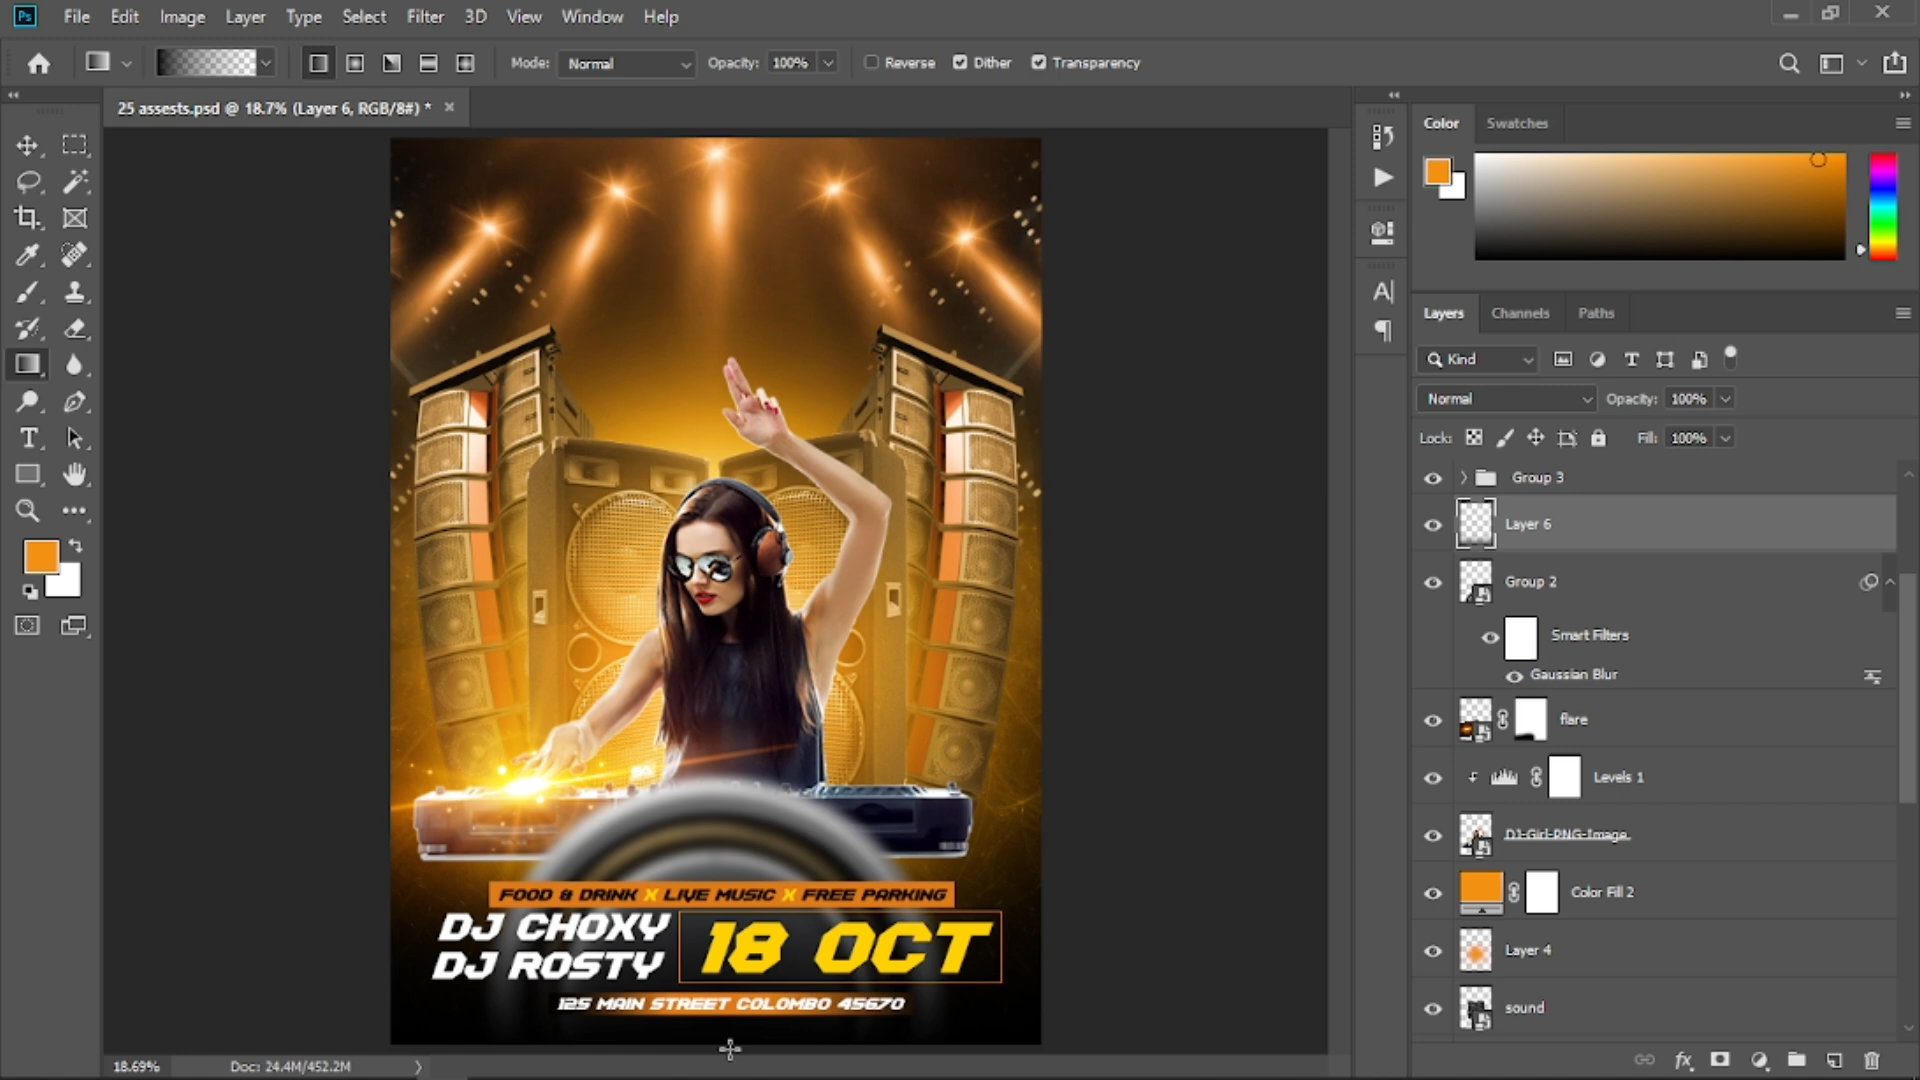 Ps File Edit Image Layer Type Select Filter 3D View Window Help
Mode: Normal Opacity: 100% Reverse Dither Transparency
25 assests.psd @ 18.7% (Layer 6, RGB/8#) *
Color Swatches
Layers Channels Paths
Kind
Normal Opacity: 100%
Lock: Fill: 100%
Group 3
Layer 6
Group 2
Smart Filters
Gaussian Blur
flare
Levels 1
DJ-Girl-PNG-Image.
Color Fill 2
Layer 4
sound
FOOD & DRINK X LIVE MUSIC X FREE PARKING
DJ CHOXY
DJ ROSTY
18 OCT
125 MAIN STREET COLOMBO 45670
18.69% Doc: 24.4M/452.2M